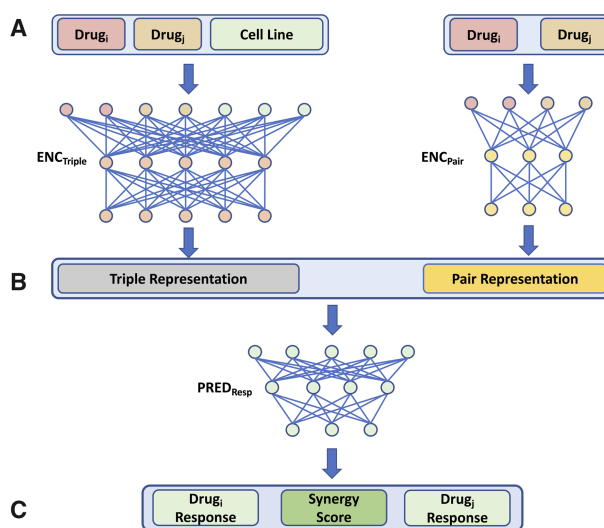 A
Drugi Drugj Cell Line
Drugi Drugj
ENCTriple
ENCPair
B
Triple Representation
Pair Representation
PREDResp
C
Drugi
Response
Synergy
Score
Drugj
Response